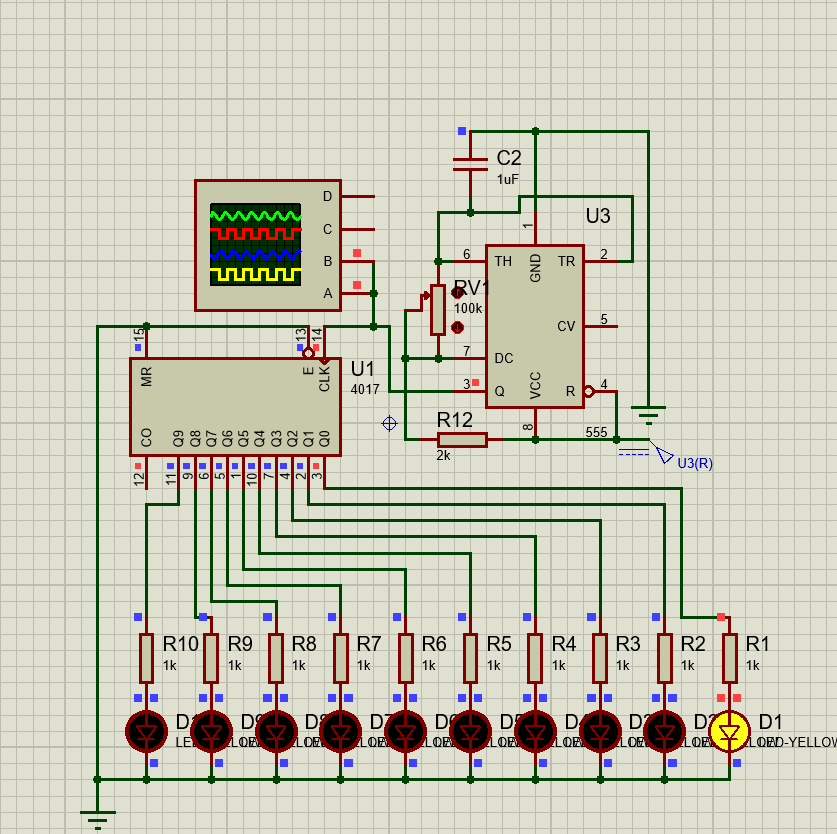 C2
1uF
D
C
B
A
U3
1
GND
6
TH
TR
2
RV1
100k
5
CV
7
DC
3
Q
VCC
R
4
8
555
U3(R)
R12
2k
15
13
14
MR
E
CLK
U1
4017
CO
Q9
Q8
Q7
Q6
Q5
Q4
Q3
Q2
Q1
Q0
12
11
9
6
5
1
10
7
4
2
3
R10
1k
R9
1k
R8
1k
R7
1k
R6
1k
R5
1k
R4
1k
R3
1k
R2
1k
R1
1k
D1
LED-YELLOW